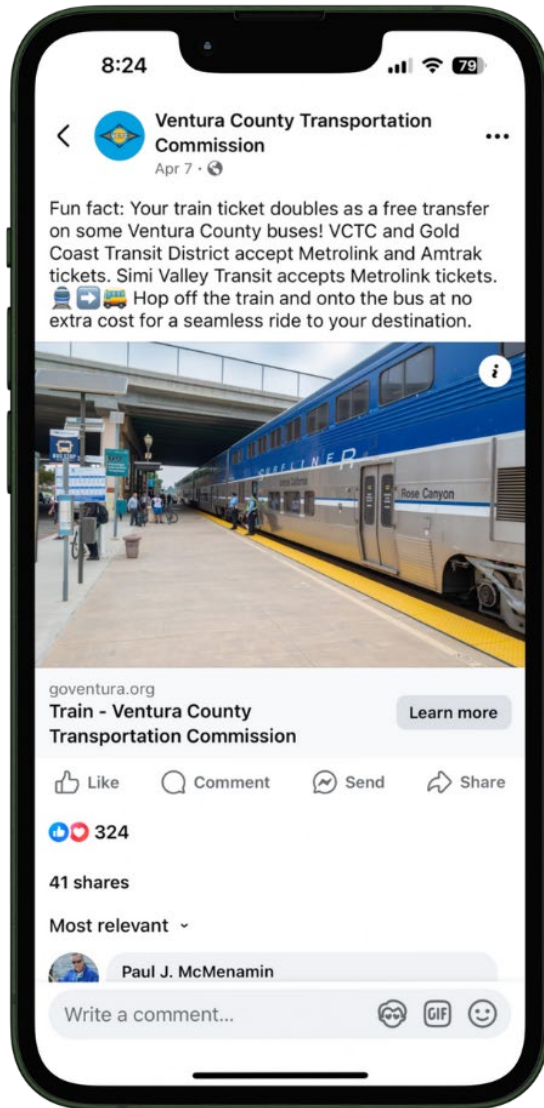 8:24
79
Ventura County Transportation
Commission
Apr 7 ·
Fun fact: Your train ticket doubles as a free transfer
on some Ventura County buses! VCTC and Gold
Coast Transit District accept Metrolink and Amtrak
tickets. Simi Valley Transit accepts Metrolink tickets.
🚆➡️🚌 Hop off the train and onto the bus at no
extra cost for a seamless ride to your destination.
BUS STOP
SURFLINER
Rose Canyon
goventura.org
Train - Ventura County
Transportation Commission
Learn more
Like
Comment
Send
Share
324
41 shares
Most relevant
Paul J. McMenamin
Write a comment...
GIF